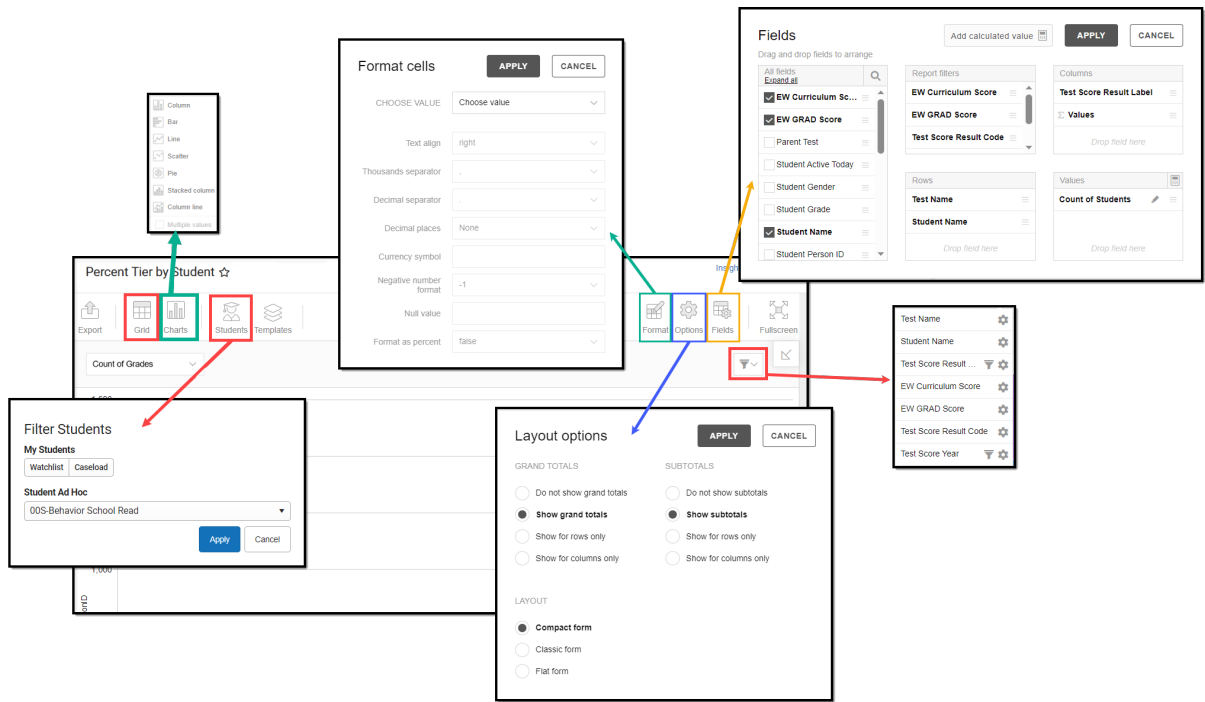 Column
Bar
Line
Scatter
Pie
Stacked column
Column line
Multiple values
Format cells
APPLY
CANCEL
CHOOSE VALUE
Choose value
Text align
right
Thousands separator
,
Decimal separator
.
Decimal places
None
Currency symbol
Negative number
format
-1
Null value
Format as percent
false
Fields
Add calculated value
APPLY
CANCEL
Drag and drop fields to arrange
All fields
Expand all
EW Curriculum Sc...
EW GRAD Score
Parent Test
Student Active Today
Student Gender
Student Grade
Student Name
Student Person ID
Report filters
EW Curriculum Score
EW GRAD Score
Test Score Result Code
Columns
Test Score Result Label
Σ Values
Drop field here
Rows
Test Name
Student Name
Drop field here
Values
Count of Students
Drop field here
Percent Tier by Student ☆
Export
Grid
Charts
Students
Templates
Format
Options
Fields
Fullscreen
Count of Grades
1,000
Filter Students
My Students
Watchlist
Caseload
Student Ad Hoc
00S-Behavior School Read
Apply
Cancel
Layout options
APPLY
CANCEL
GRAND TOTALS
SUBTOTALS
Do not show grand totals
Do not show subtotals
Show grand totals
Show subtotals
Show for rows only
Show for rows only
Show for columns only
Show for columns only
LAYOUT
Compact form
Classic form
Flat form
Test Name
Student Name
Test Score Result ...
EW Curriculum Score
EW GRAD Score
Test Score Result Code
Test Score Year